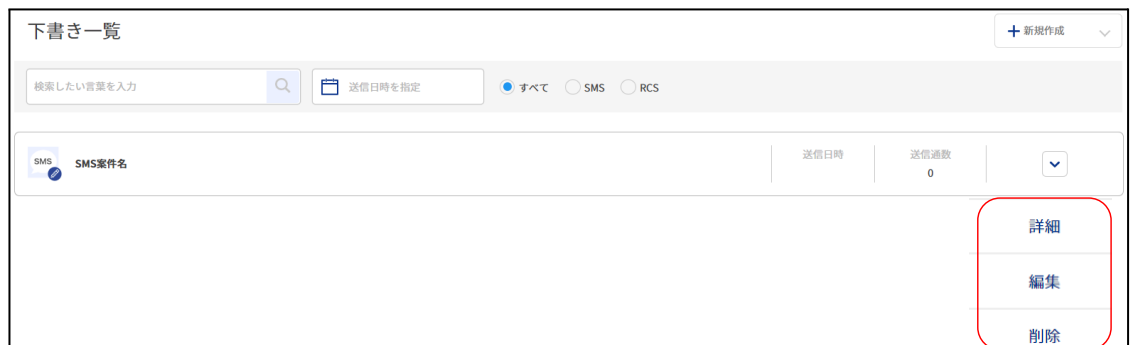 下書き一覧
新規作成
検索したい言葉を入力
送信日時を指定
すべて SMS RCS
SMS
SMS案件名
送信日時
送信通数
0
詳細
編集
削除